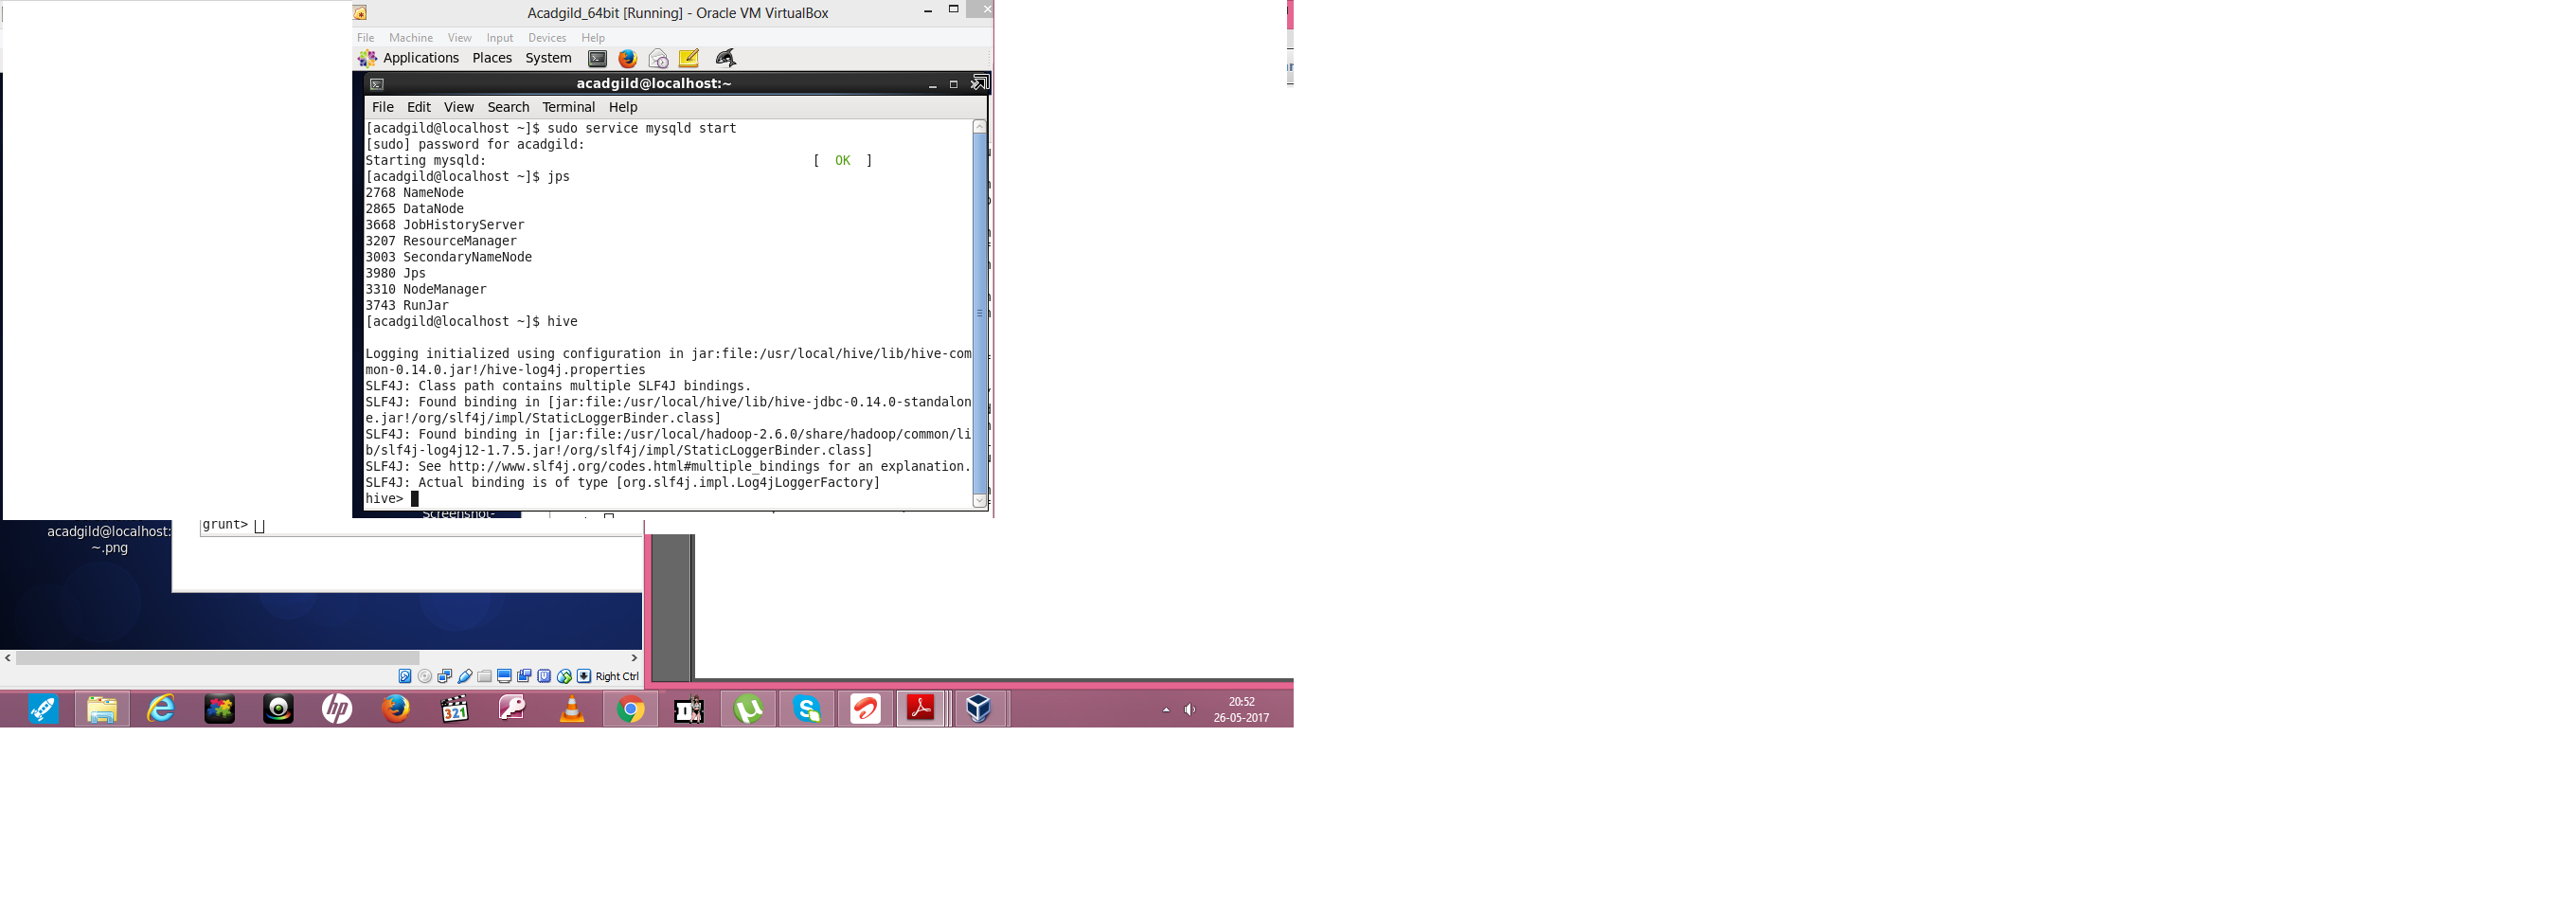 Acadgild_64bit [Running] - Oracle VM VirtualBox
File Machine View Input Devices Help
Applications Places System
acadgild@localhost:~
File Edit View Search Terminal Help
[acadgild@localhost ~]$ sudo service mysqld start
[sudo] password for acadgild:
Starting mysqld: [ OK ]
[acadgild@localhost ~]$ jps
2768 NameNode
2865 DataNode
3668 JobHistoryServer
3207 ResourceManager
3003 SecondaryNameNode
3980 Jps
3310 NodeManager
3743 RunJar
[acadgild@localhost ~]$ hive
Logging initialized using configuration in jar:file:/usr/local/hive/lib/hive-com
mon-0.14.0.jar!/hive-log4j.properties
SLF4J: Class path contains multiple SLF4J bindings.
SLF4J: Found binding in [jar:file:/usr/local/hive/lib/hive-jdbc-0.14.0-standalon
e.jar!/org/slf4j/impl/StaticLoggerBinder.class]
SLF4J: Found binding in [jar:file:/usr/local/hadoop-2.6.0/share/hadoop/common/li
b/slf4j-log4j12-1.7.5.jar!/org/slf4j/impl/StaticLoggerBinder.class]
SLF4J: See http://www.slf4j.org/codes.html#multiple_bindings for an explanation.
SLF4J: Actual binding is of type [org.slf4j.impl.Log4jLoggerFactory]
hive>
Screenshot-
grunt>
acadgild@localhost:
~.png
Right Ctrl
hp
321
20:52
26-05-2017